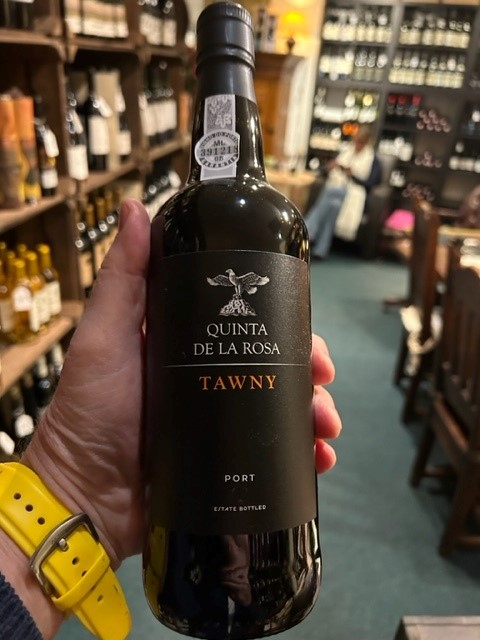 QUINTA
DE LA ROSA
TAWNY
PORT
ESTATE BOTTLED